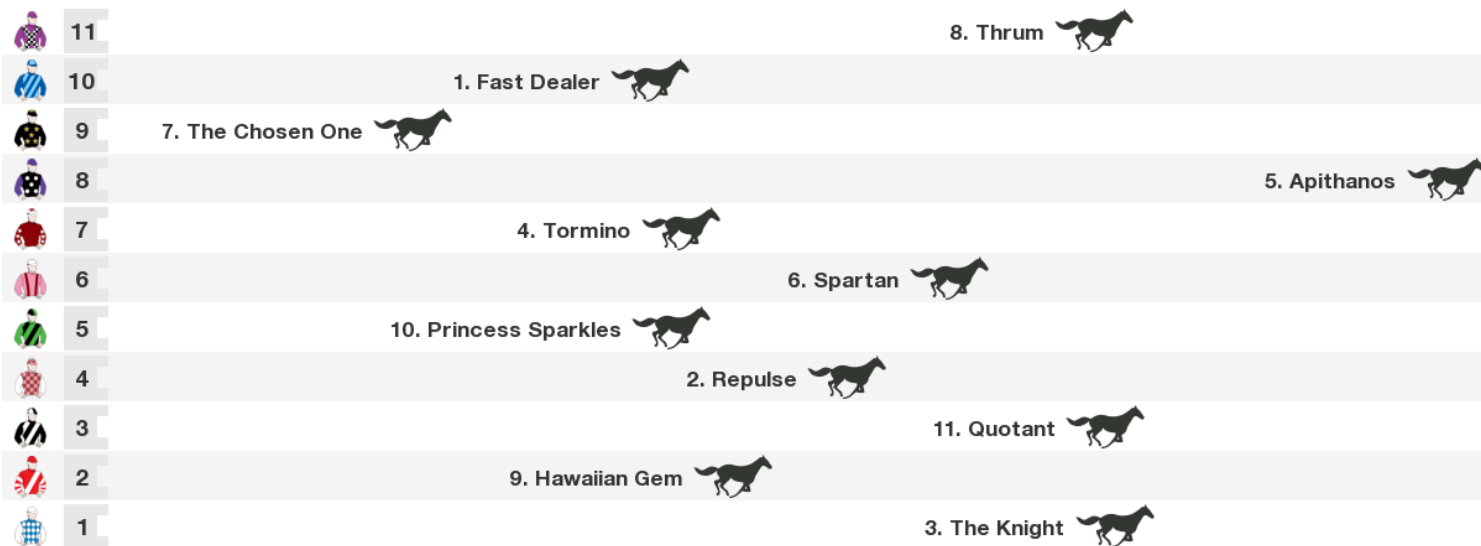 11 8. Thrum
10 1. Fast Dealer
9 7. The Chosen One
8 5. Apithanos
7 4. Tormino
6 6. Spartan
5 10. Princess Sparkles
4 2. Repulse
3 11. Quotant
2 9. Hawaiian Gem
1 3. The Knight